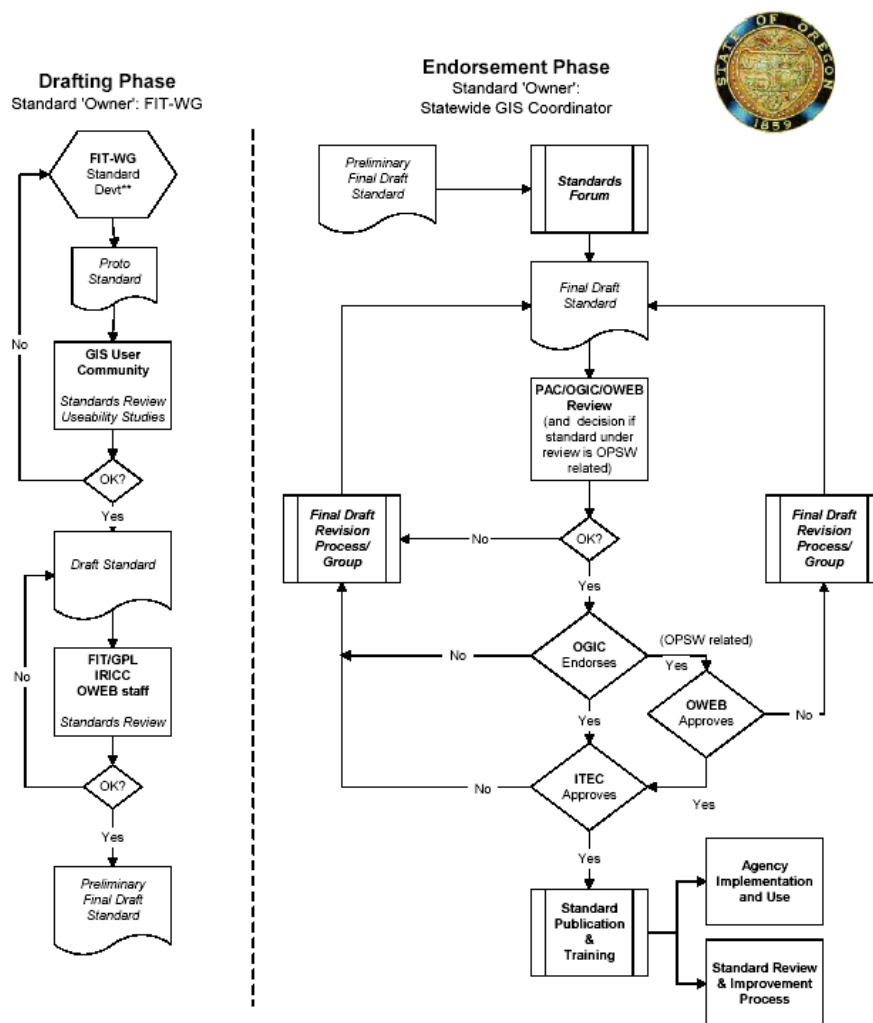 Drafting Phase
Standard 'Owner': FIT-WG
FIT-WG
Standard
Devt**
Proto
Standard
No
GIS User
Community
Standards Review
Useability Studies
OK?
Yes
Draft Standard
No
FIT/GPL
IRICC
OWEB staff
Standards Review
OK?
Yes
Preliminary
Final Draft
Standard
Endorsement Phase
Standard 'Owner':
Statewide GIS Coordinator
STATE OF OREGON
1859
Preliminary
Final Draft
Standard
Standards
Forum
Final Draft
Standard
PAC/OGIC/OWEB
Review
(and decision if
standard under
review is OPSW
related)
Final Draft
Revision
Process/
Group
No
OK?
Final Draft
Revision
Process/
Group
Yes
No
OGIC
Endorses
(OPSW related)
Yes
OWEB
Approves
No
Yes
No
ITEC
Approves
Yes
Yes
Standard
Publication
&
Training
Agency
Implementation
and Use
Standard Review
& Improvement
Process